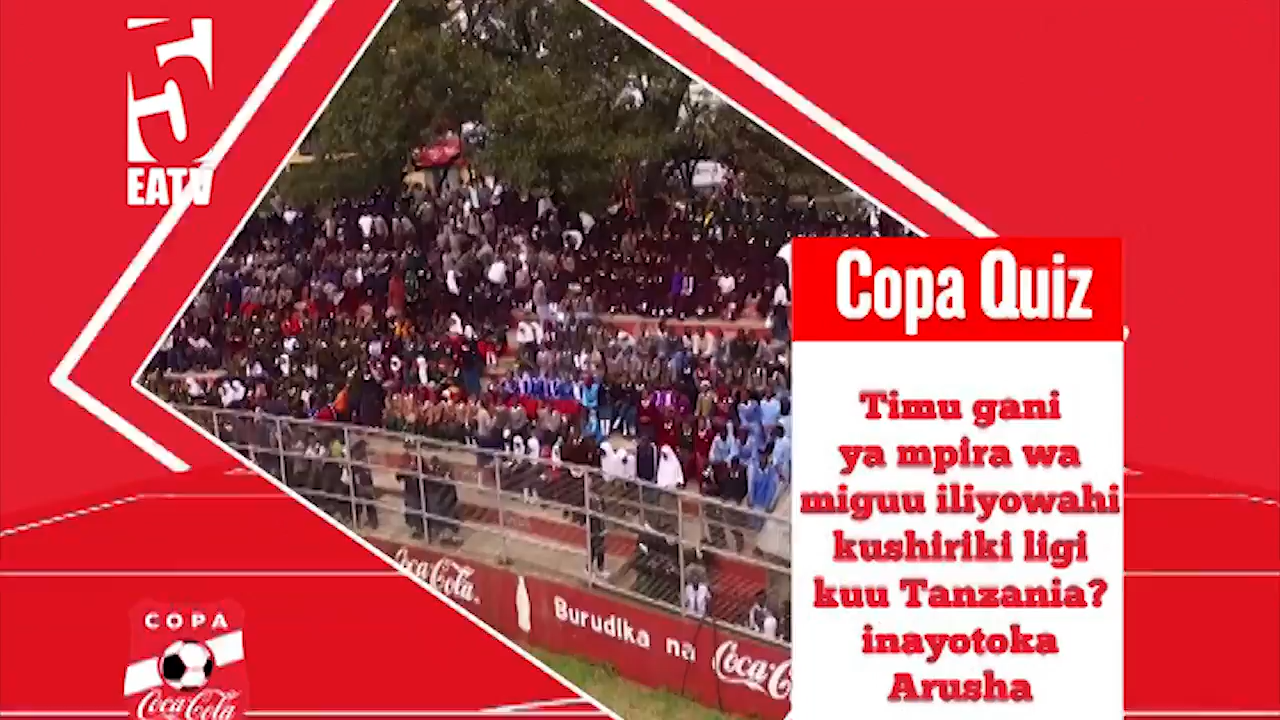 5
EATV
Copa Quiz
Timu gani
ya mpira wa
miguu iliyowahi
kushiriki ligi
kuu Tanzania?
inayotoka
Arusha
Coca-Cola.
Burudika na Coca-C
COPA
Coca-Cola